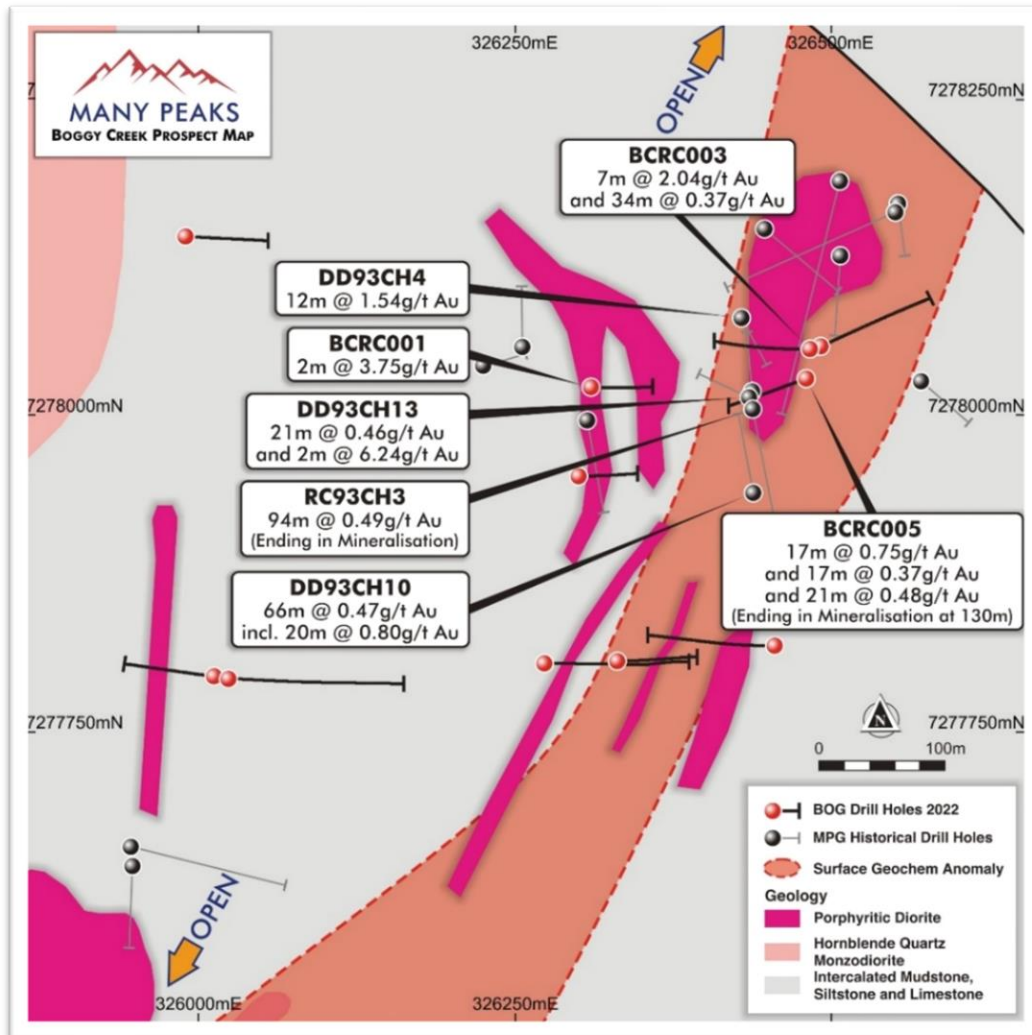 MANY PEAKS
BOGGY CREEK PROSPECT MAP
326250mE
326500mE
7278250mN
OPEN
BCRC003
7m @ 2.04g/t Au
and 34m @ 0.37g/t Au
DD93CH4
12m @ 1.54g/t Au
BCRC001
2m @ 3.75g/t Au
DD93CH13
21m @ 0.46g/t Au
and 2m @ 6.24g/t Au
RC93CH3
94m @ 0.49g/t Au
(Ending in Mineralisation)
DD93CH10
66m @ 0.47g/t Au
incl. 20m @ 0.80g/t Au
7278000mN
7278000mN
BCRC005
17m @ 0.75g/t Au
and 17m @ 0.37g/t Au
and 21m @ 0.48g/t Au
(Ending in Mineralisation at 130m)
7277750mN
7277750mN
N
0 100m
BOG Drill Holes 2022
MPG Historical Drill Holes
Surface Geochem Anomaly
Geology
Porphyritic Diorite
Hornblende Quartz
Monzodiorite
Intercalated Mudstone,
Siltstone and Limestone
OPEN
326000mE
326250mE
326500mE